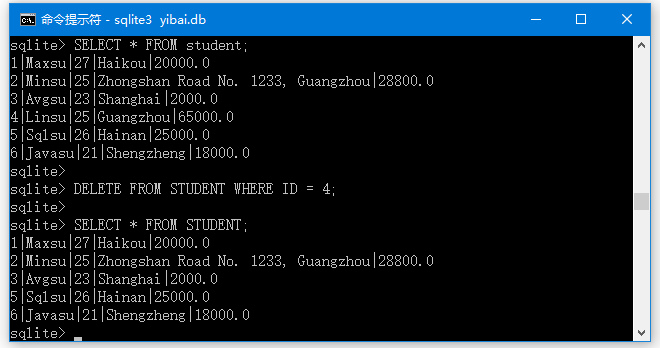 命令提示符 - sqlite3  yibai.db
sqlite> SELECT * FROM student;
1|Maxsu|27|Haikou|20000.0
2|Minsu|25|Zhongshan Road No. 1233, Guangzhou|28800.0
3|Avgsu|23|Shanghai|2000.0
4|Linsu|25|Guangzhou|65000.0
5|Sqlsu|26|Hainan|25000.0
6|Javasu|21|Shengzheng|18000.0
sqlite>
sqlite> DELETE FROM STUDENT WHERE ID = 4;
sqlite>
sqlite> SELECT * FROM STUDENT;
1|Maxsu|27|Haikou|20000.0
2|Minsu|25|Zhongshan Road No. 1233, Guangzhou|28800.0
3|Avgsu|23|Shanghai|2000.0
5|Sqlsu|26|Hainan|25000.0
6|Javasu|21|Shengzheng|18000.0
sqlite>